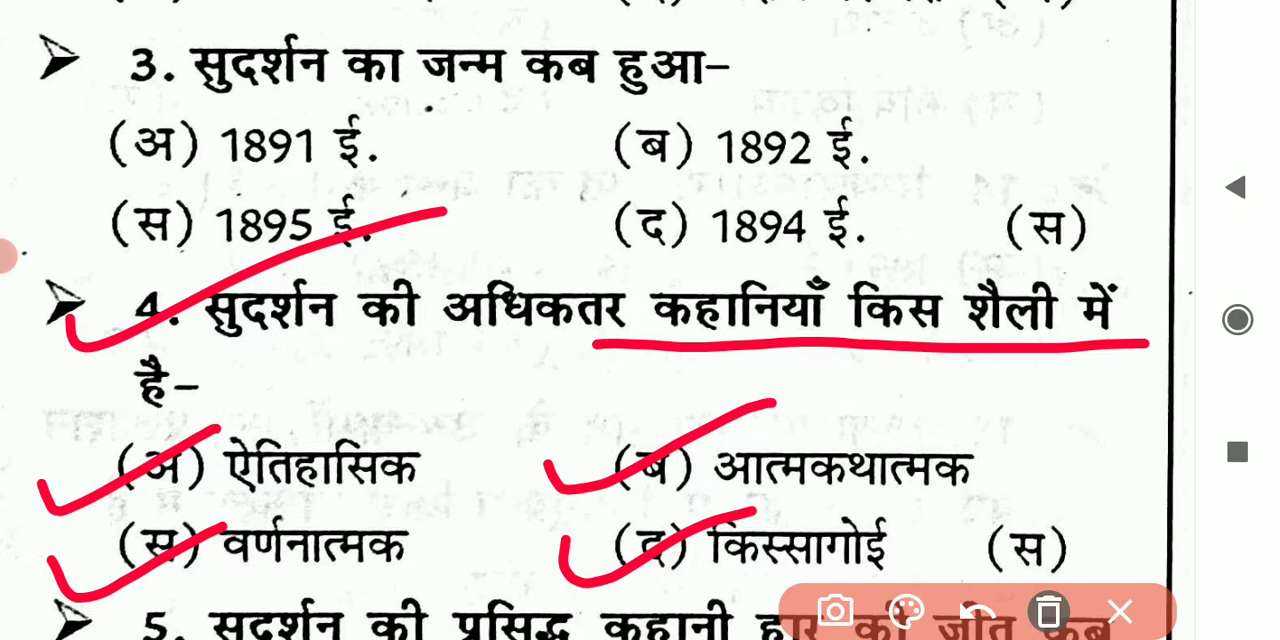 3. सुदर्शन का जन्म कब हुआ–
(अ) 1891 ई. (ब) 1892 ई.
(स) 1895 ई. (द) 1894 ई. (स)
4. सुदर्शन की अधिकतर कहानियाँ किस शैली में
है–
(अ) ऐतिहासिक (ब) आत्मकथात्मक
(स) वर्णनात्मक (द) किस्सागोई (स)
5. सुदर्शन की प्रसिद्ध कहानी हार की जीत कब